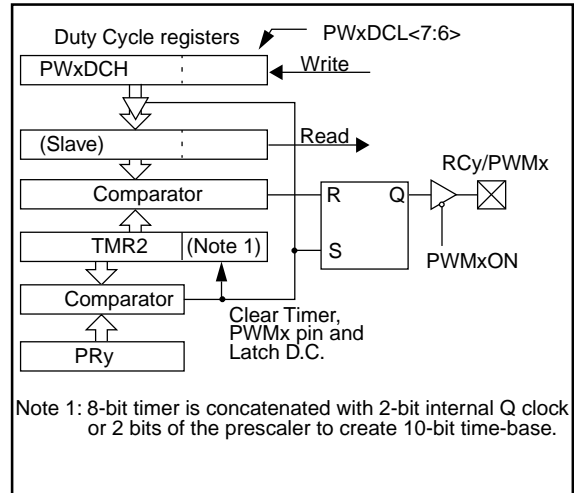 Duty Cycle registers
PWxDCL<7:6>
PWxDCH
Write
(Slave)
Read
RCy/PWMx
Comparator
R
Q
TMR2
(Note 1)
S
PWMxON
Comparator
Clear Timer,
PWMx pin and
Latch D.C.
PRy
Note 1: 8-bit timer is concatenated with 2-bit internal Q clock
or 2 bits of the prescaler to create 10-bit time-base.